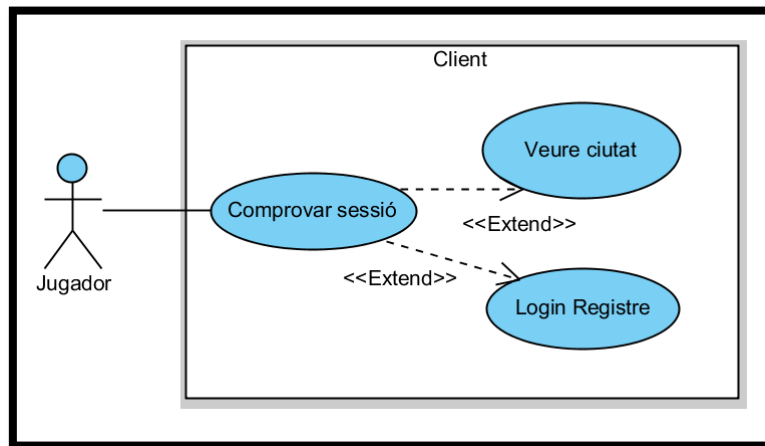 Client
Veure ciutat
Comprovar sessió
<<Extend>>
<<Extend>>
Jugador
Login Registre